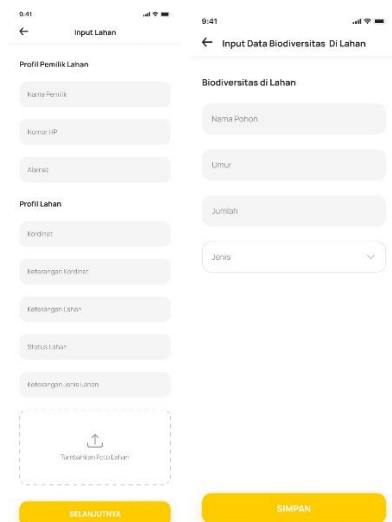 9:41
Input Lahan
Profil Pemilik Lahan
Nama Pemilik
Nomor HP
Alamat
Profil Lahan
Kordinat
Keterangan Kordinat
Keterangan Lahan
Status Lahan
Keterangan Jenis Lahan
Tambahkan Foto Lahan
SELANJUTNYA
9:41
Input Data Biodiversitas Di Lahan
Biodiversitas di Lahan
Nama Pohon
Umur
Jumlah
Jenis
SIMPAN